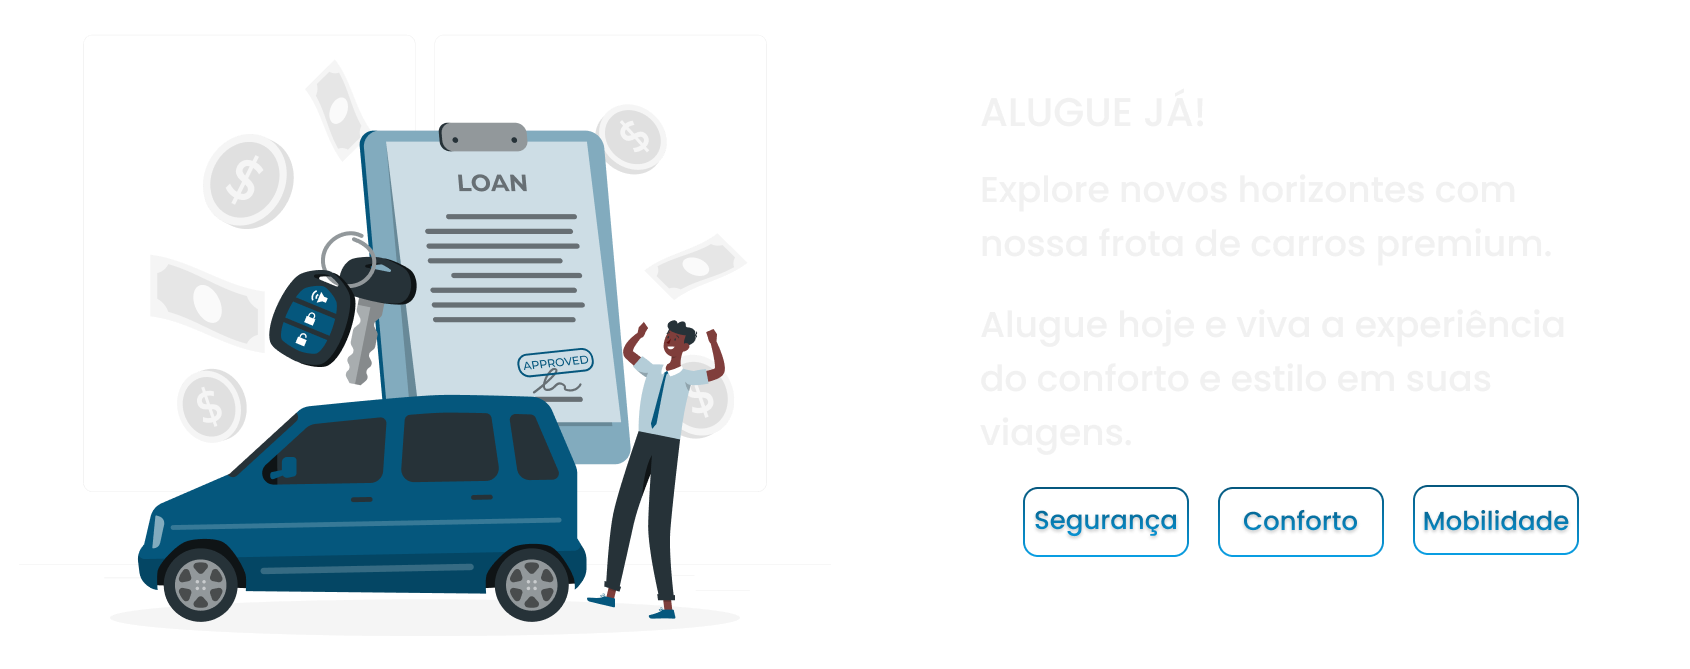 LOAN
APPROVED
ALUGUE JÁ!
Explore novos horizontes com
nossa frota de carros premium.
Alugue hoje e viva a experiência
do conforto e estilo em suas
viagens.
Segurança
Conforto
Mobilidade